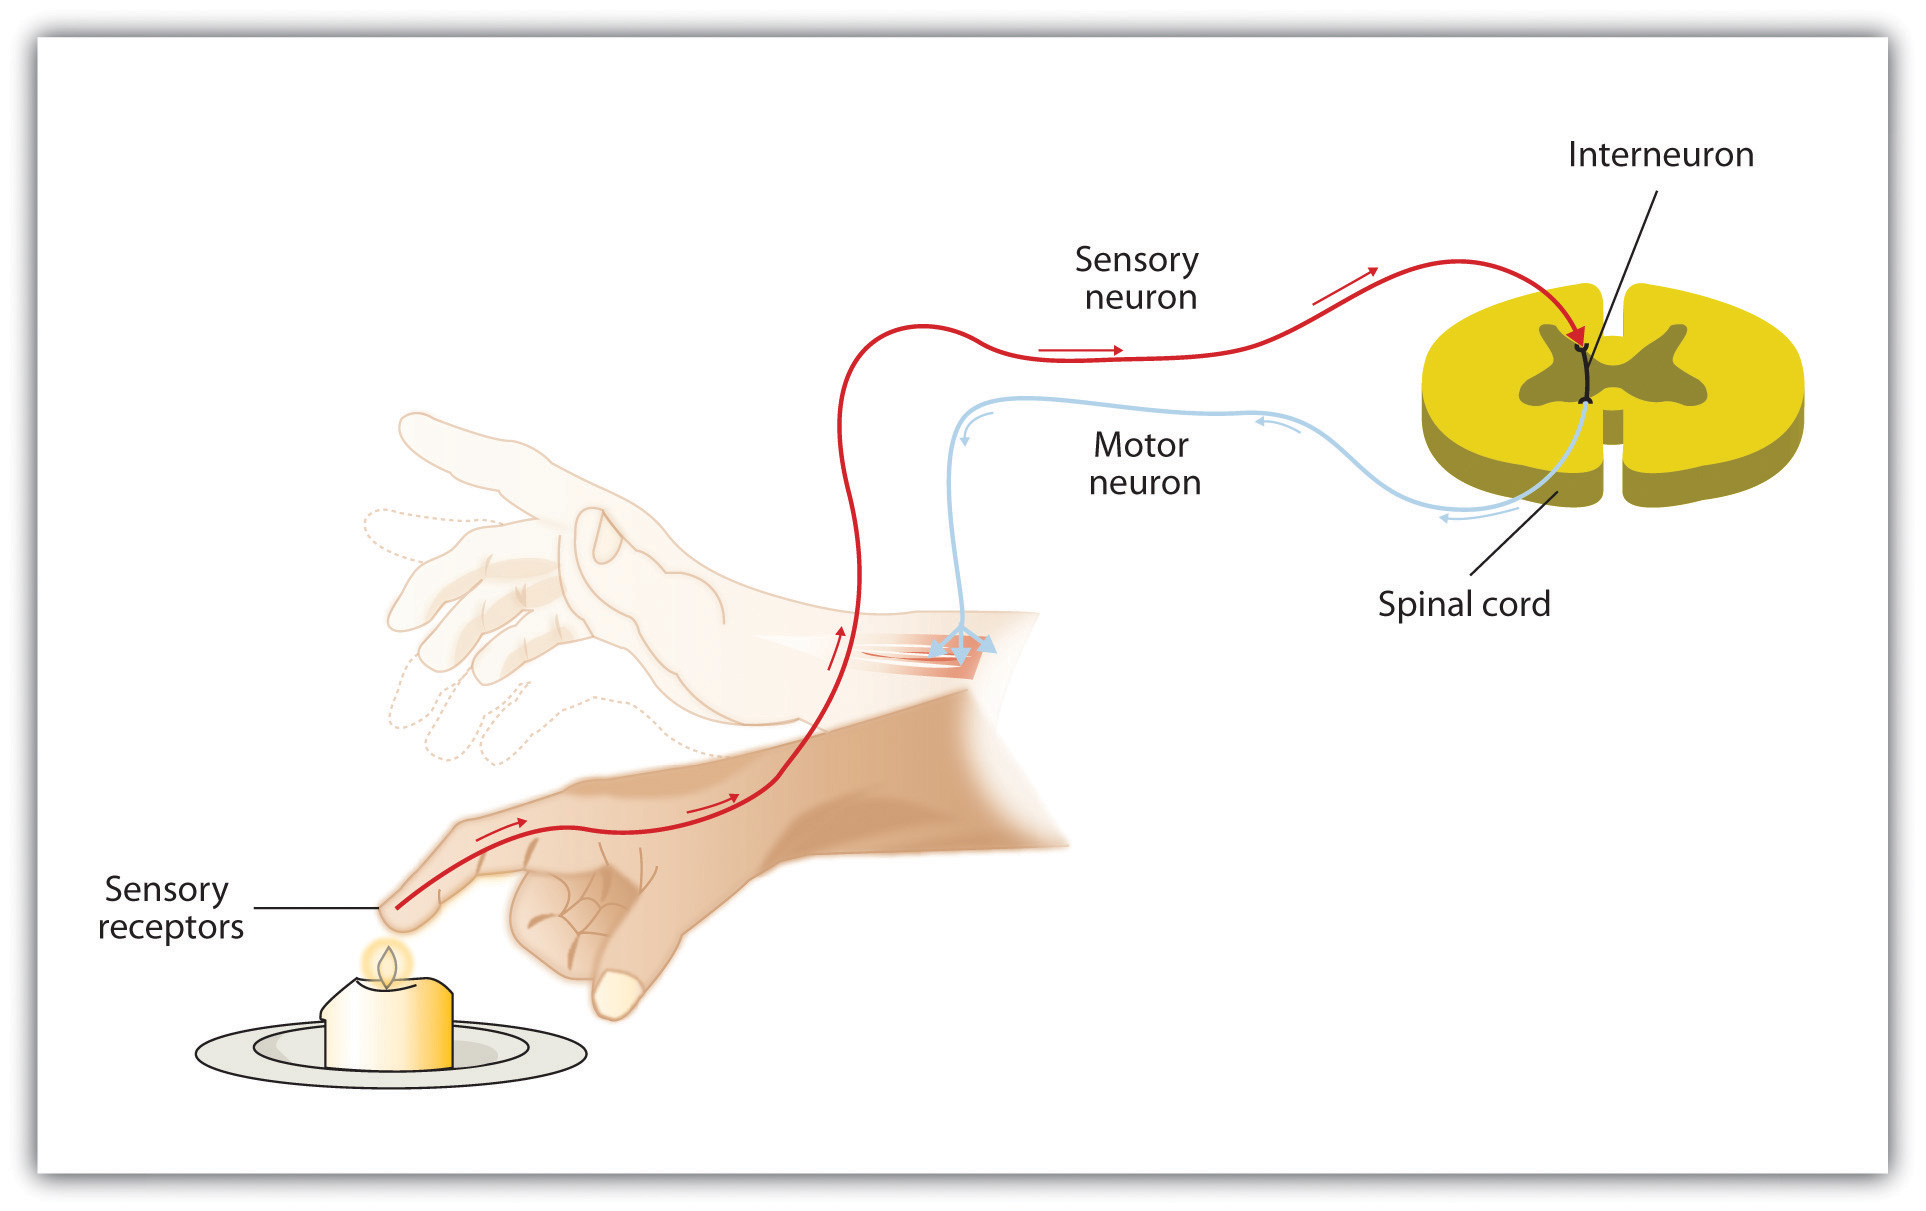 Interneuron
Sensory
neuron
Motor
neuron
Spinal cord
Sensory
receptors